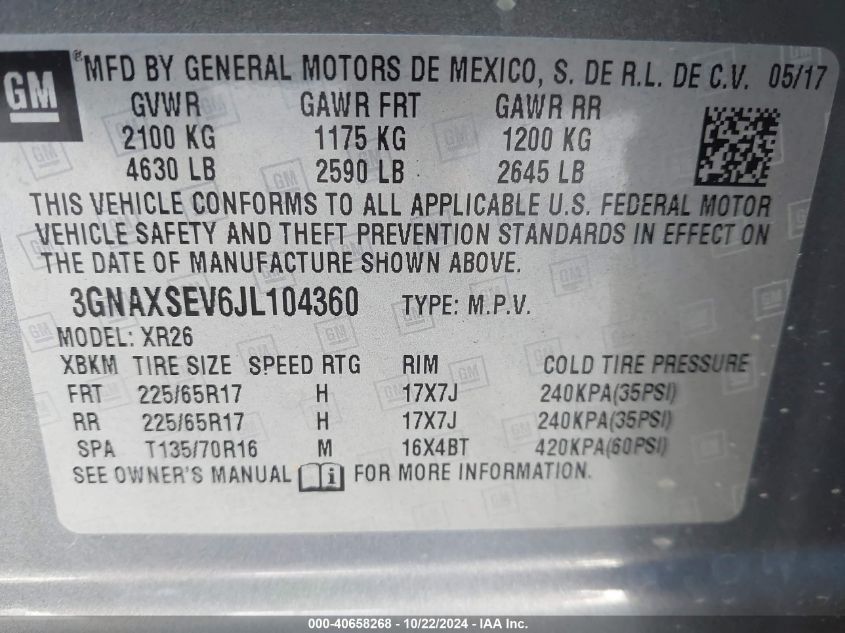 GM
® MFD BY GENERAL MOTORS DE MEXICO, S. DE R.L. DE C.V. 05/17
GVWR GAWR FRT GAWR RR
2100 KG 1175 KG 1200 KG
4630 LB 2590 LB 2645 LB
THIS VEHICLE CONFORMS TO ALL APPLICABLE U.S. FEDERAL MOTOR
VEHICLE SAFETY AND THEFT PREVENTION STANDARDS IN EFFECT ON
THE DATE OF MANUFACTURE SHOWN ABOVE.
3GNAXSEV6JL104360 TYPE: M.P.V.
MODEL: XR26
XBKM TIRE SIZE SPEED RTG RIM COLD TIRE PRESSURE
FRT 225/65R17 H 17X7J 240KPA(35PSI)
RR 225/65R17 H 17X7J 240KPA(35PSI)
SPA T135/70R16 M 16X4BT 420KPA(60PSI)
SEE OWNER'S MANUAL i FOR MORE INFORMATION.
000-40658268 - 10/22/2024 - IAA Inc.